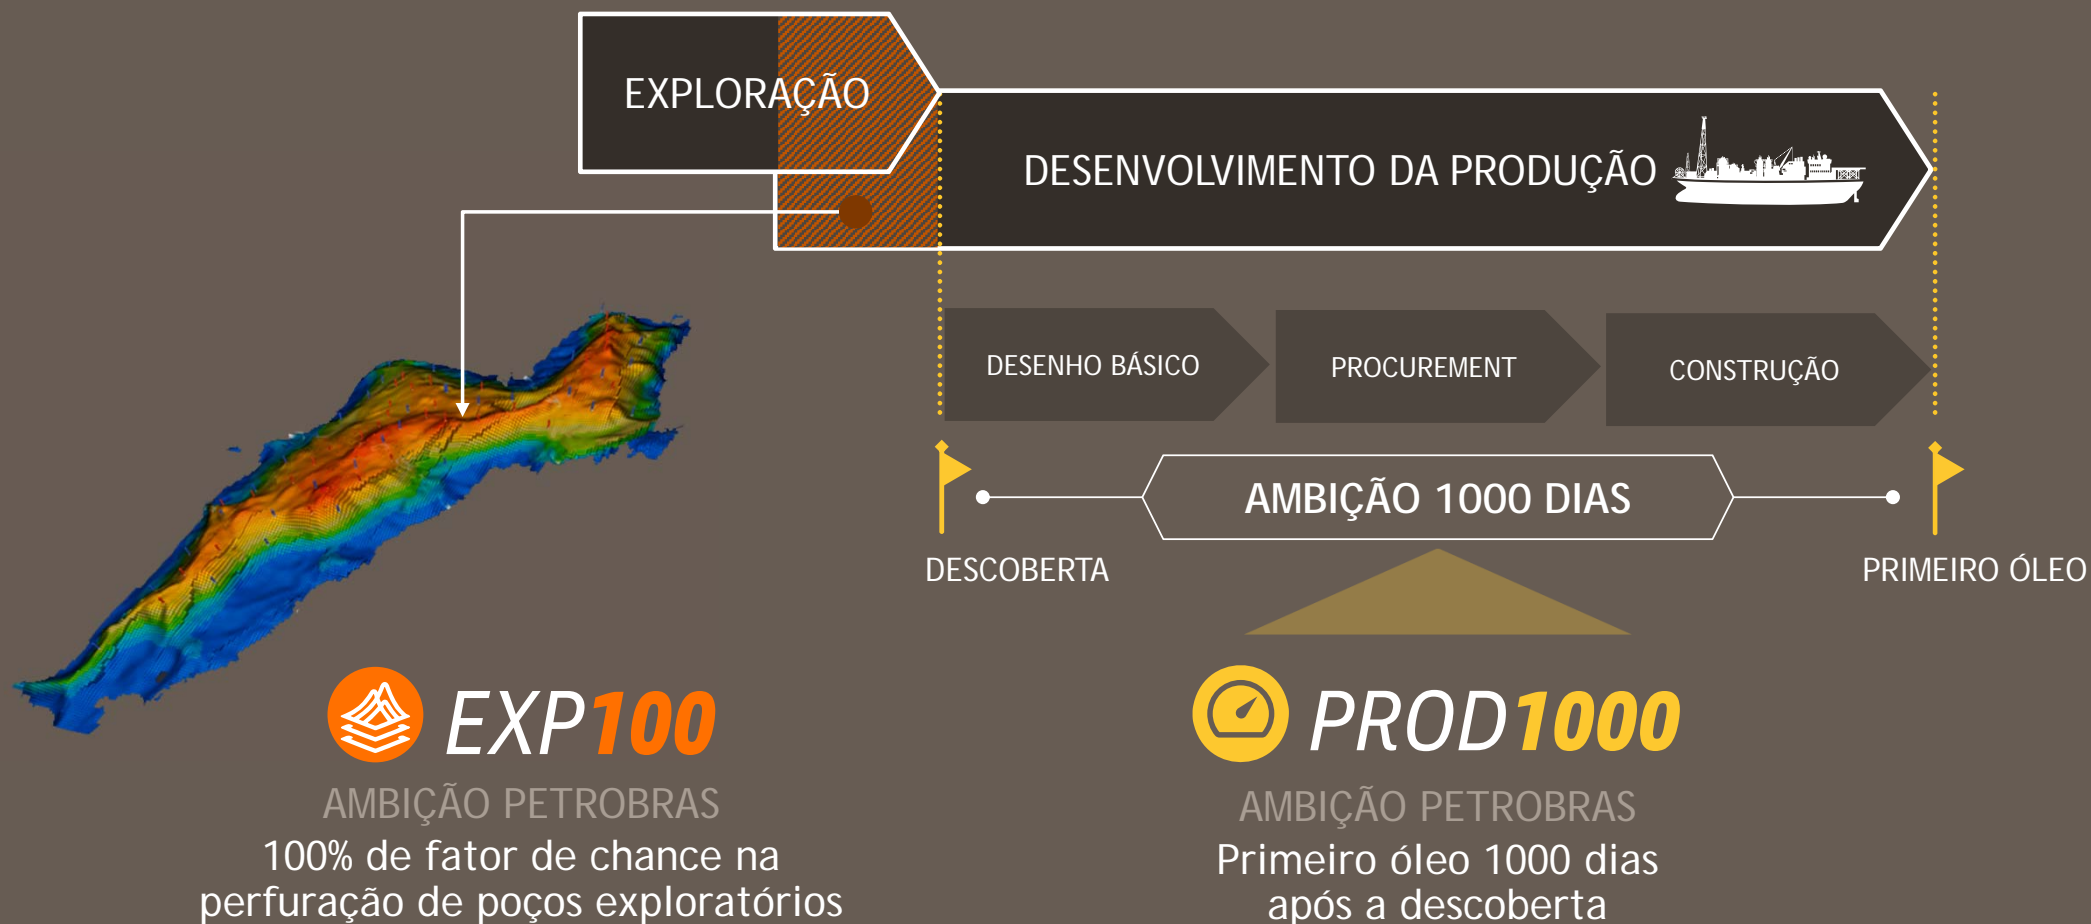 EXPLORAÇÃO
DESENVOLVIMENTO DA PRODUÇÃO
DESENHO BÁSICO
PROCUREMENT
CONSTRUÇÃO
AMBIÇÃO 1000 DIAS
DESCOBERTA
PRIMEIRO ÓLEO
EXP100
AMBIÇÃO PETROBRAS
100% de fator de chance na
perfuração de poços exploratórios
PROD1000
AMBIÇÃO PETROBRAS
Primeiro óleo 1000 dias
após a descoberta